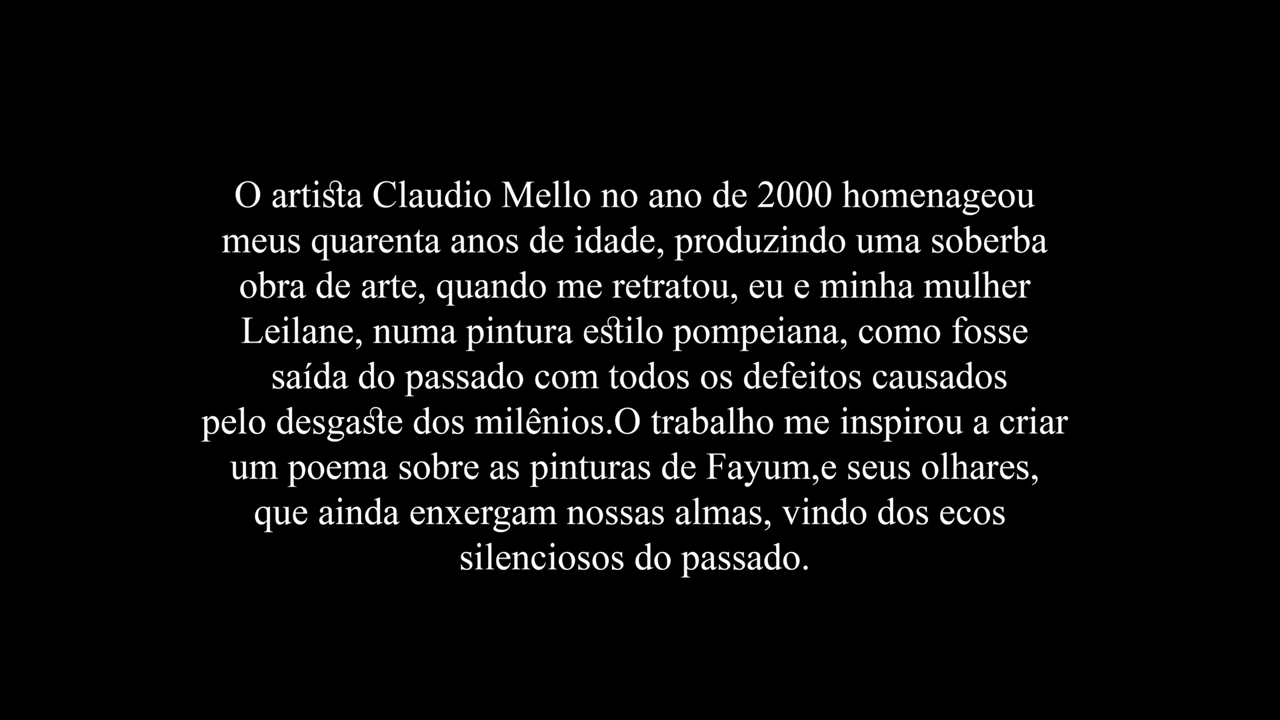 O artista Claudio Mello no ano de 2000 homenageou
meus quarenta anos de idade, produzindo uma soberba
obra de arte, quando me retratou, eu e minha mulher
Leilane, numa pintura estilo pompeiana, como fosse
saída do passado com todos os defeitos causados
pelo desgaste dos milênios.O trabalho me inspirou a criar
um poema sobre as pinturas de Fayum,e seus olhares,
que ainda enxergam nossas almas, vindo dos ecos
silenciosos do passado.